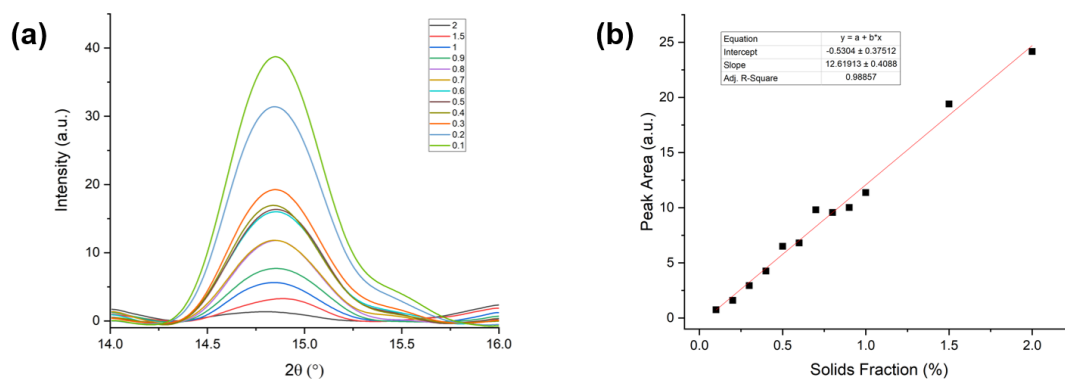 (a)
40
30
20
10
0
Intensity (a.u.)
14.0 14.5 15.0 15.5 16.0
2θ (°)
2
1.5
1
0.9
0.8
0.7
0.6
0.5
0.4
0.3
0.2
0.1
(b)
25
20
15
10
5
0
Peak Area (a.u.)
0.0 0.5 1.0 1.5 2.0
Solids Fraction (%)
Equation y = a + b*x
Intercept -0.5304 ± 0.37512
Slope 12.61913 ± 0.4088
Adj. R-Square 0.98857